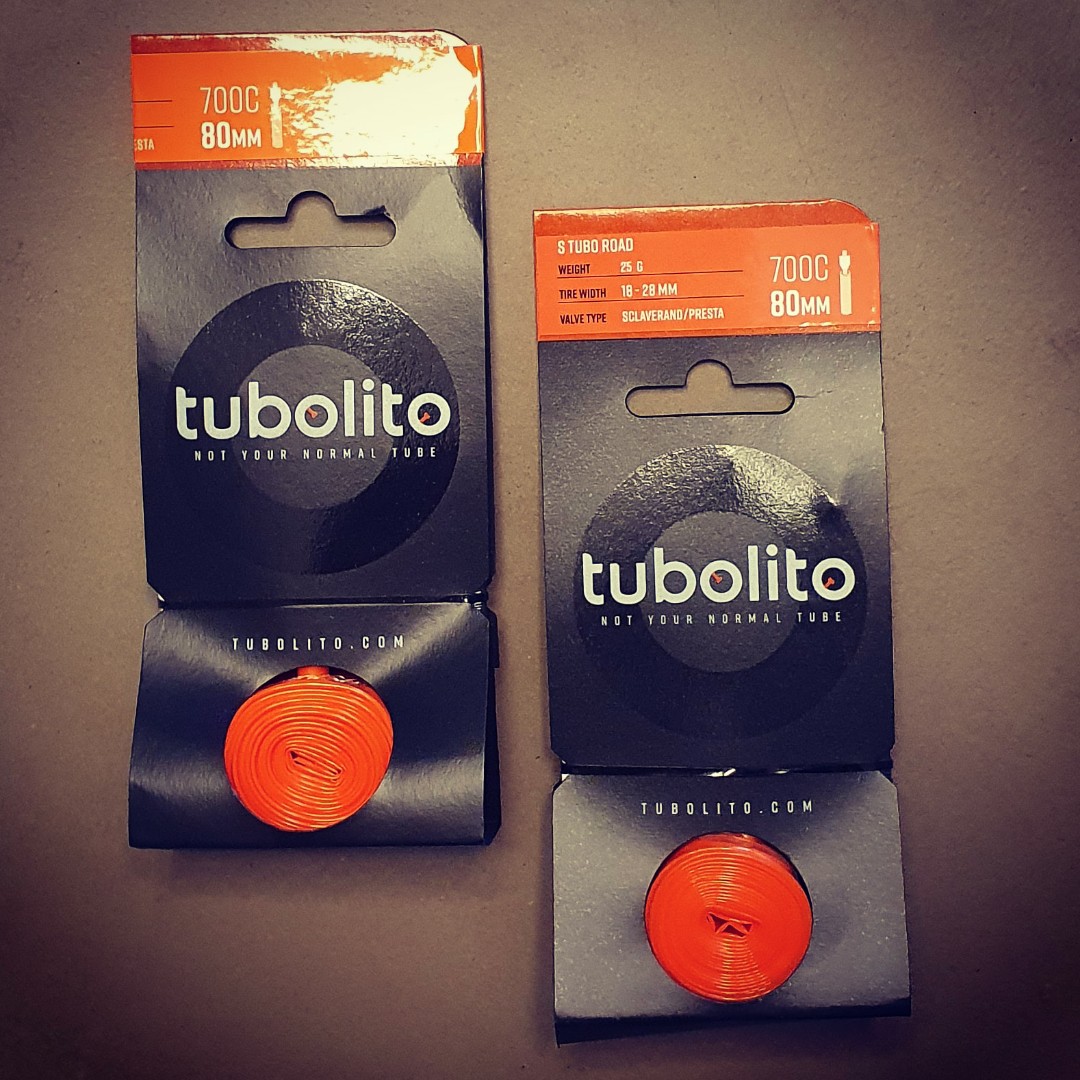 700C
80MM
tubolito
NOT YOUR NORMAL TUBE
TUBOLITO.COM
S TUBO ROAD
WEIGHT 25 G
TIRE WIDTH 18 - 28 MM
VALVE TYPE SCLAVERAND/PRESTA
700C
80MM
tubolito
NOT YOUR NORMAL TUBE
TUBOLITO.COM